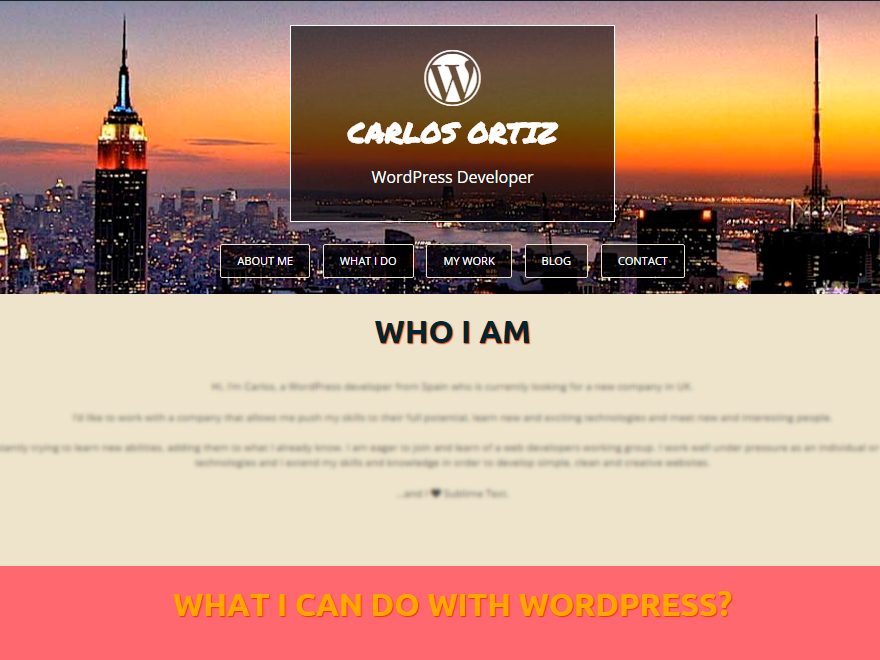 CARLOS ORTIZ
WordPress Developer
ABOUT ME
WHAT I DO
MY WORK
BLOG
CONTACT
WHO I AM
Hi, I'm Carlos, a WordPress developer from Spain who is currently looking for a new company in UK.
I'd like to work with a company that allows me push my skills to their full potential, learn new and exciting technologies and meet new and interesting people.
trying to learn new abilities, adding them to what I already know. I am eager to join and learn of a web developers working group. I work well under pressure as an individual or
technologies and I extend my skills and knowledge in order to develop simple, clean and creative websites.
...and I ♥ Sublime Text.
WHAT I CAN DO WITH WORDPRESS?